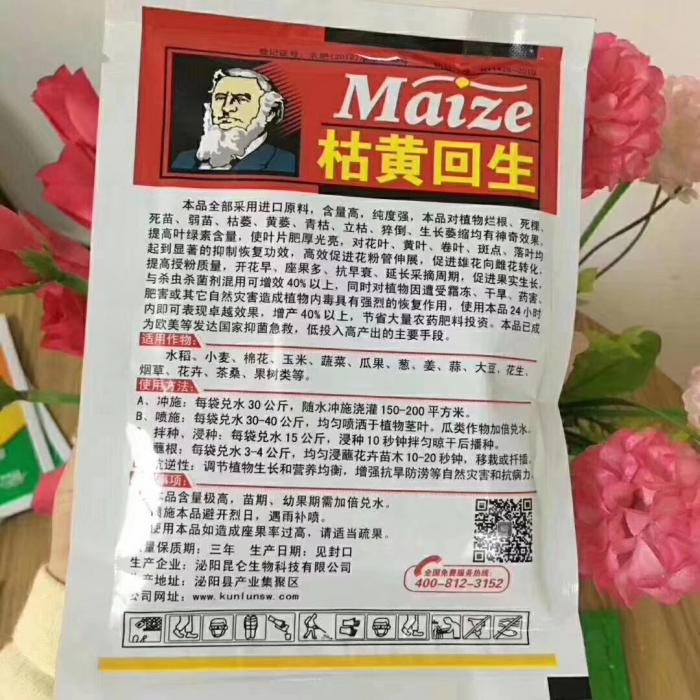 登记证号：农肥(2018)
Maize
枯黄回生
本品全部采用进口原料，含量高，纯度强，本品对植物烂根、死棵、
死苗、弱苗、枯萎、黄萎、青枯、立枯、猝倒、生长萎缩均有神奇效果，
提高叶绿素含量，使叶片肥厚光亮，对花叶、黄叶、卷叶、斑点、落叶均
起到显著的抑制恢复功效，高效促进花粉管伸展，促进雄花向雌花转化，
提高授粉质量，开花早、座果多、抗早衰、延长采摘周期，促进果实生长，
与杀虫杀菌剂混用可增效40%以上，同时对植物因遭受霜冻、干旱、药害、
肥害或其它自然灾害造成植物内毒具有强烈的恢复作用，使用本品24小时
内即可表现卓越效果，增产40%以上，节省大量农药肥料投资。本品已成
为欧美等发达国家抑菌急救，低投入高产出的主要手段。
适用作物：
水稻、小麦、棉花、玉米、蔬菜、瓜果、葱、姜、蒜、大豆、花生、
烟草、花卉、茶桑、果树类等。
使用方法：
A、冲施：每袋兑水30公斤，随水冲施浇灌150-200平方米。
B、喷施：每袋兑水30-40公斤，均匀喷洒于植物茎叶。瓜类作物加倍兑水。
拌种、浸种：每袋兑水15公斤，浸种10秒钟拌匀晾干后播种。
蘸根：每袋兑水3-4公斤，均匀浸蘸花卉苗木10-20秒钟，移栽或扦插。
抗逆性：调节植物生长和营养均衡，增强抗旱防涝等自然灾害和抗病力。
事项：
本品含量极高，苗期、幼果期需加倍兑水。
喷施本品避开烈日，遇雨补喷。
使用本品如造成座果率过高，请适当疏果。
质量保质期：三年 生产日期：见封口
生产企业：泌阳昆仑生物科技有限公司
生产地址：泌阳县产业集聚区
公司网址：www.kunlunsw.com
全国免费服务热线：
400-812-3152